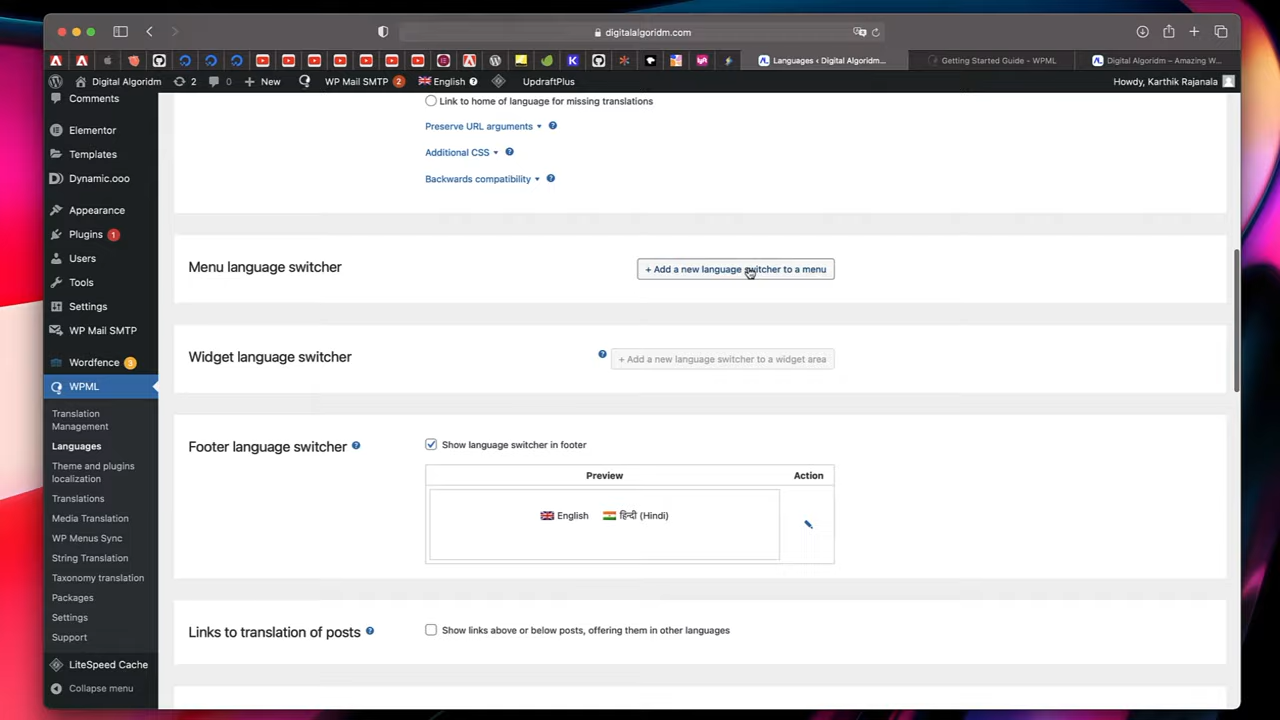 digitalalgoridm.com
Languages ‹ Digital Algoridm...
Getting Started Guide - WPML
Digital Algoridm – Amazing W...
Digital Algoridm
2
0
+ New
WP Mail SMTP 2
English
UpdraftPlus
Howdy, Karthik Rajanala
Comments
Elementor
Templates
Dynamic.ooo
Appearance
Plugins 1
Users
Tools
Settings
WP Mail SMTP
Wordfence 3
WPML
Translation
Management
Languages
Theme and plugins
localization
Translations
Media Translation
WP Menus Sync
String Translation
Taxonomy translation
Packages
Settings
Support
LiteSpeed Cache
Collapse menu
Link to home of language for missing translations
Preserve URL arguments
Additional CSS
Backwards compatibility
Menu language switcher
+ Add a new language switcher to a menu
Widget language switcher
+ Add a new language switcher to a widget area
Footer language switcher
Show language switcher in footer
Preview Action
English हिन्दी (Hindi)
Links to translation of posts
Show links above or below posts, offering them in other languages